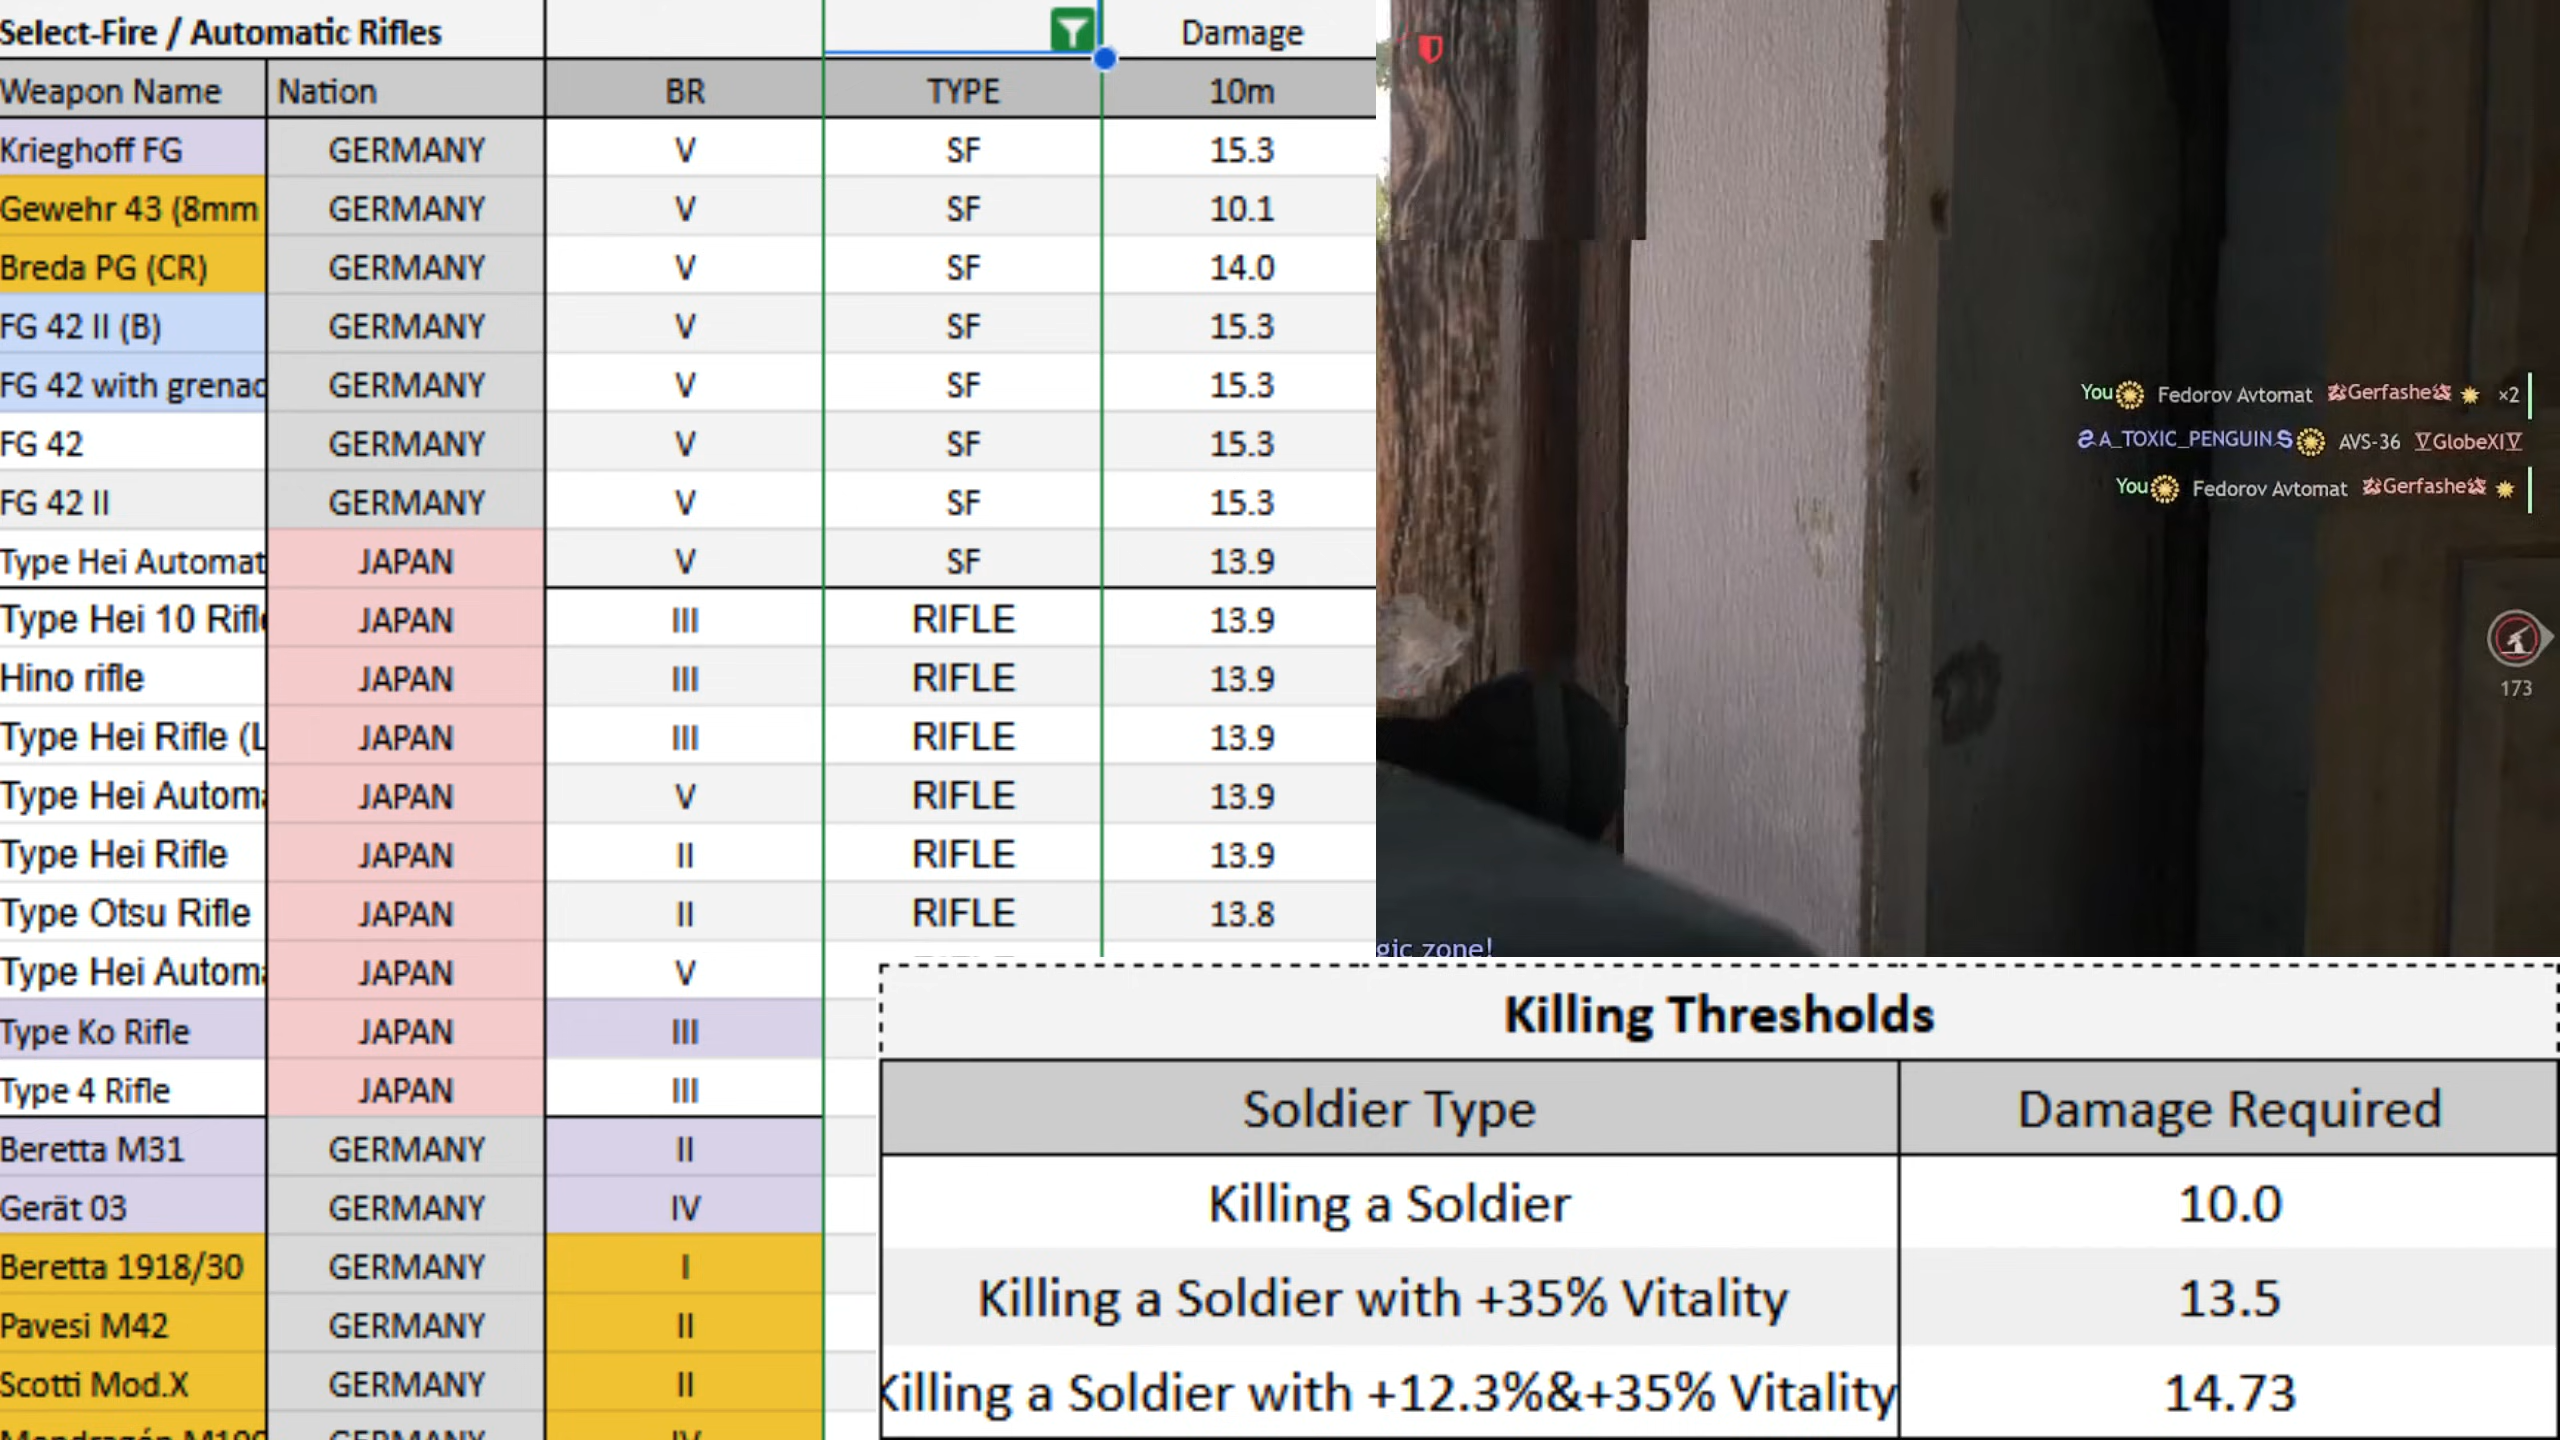 Select-Fire / Automatic Rifles Damage
Weapon Name Nation BR TYPE 10m
Krieghoff FG GERMANY V SF 15.3
Gewehr 43 (8mm GERMANY V SF 10.1
Breda PG (CR) GERMANY V SF 14.0
FG 42 II (B) GERMANY V SF 15.3
FG 42 with grenad GERMANY V SF 15.3
FG 42 GERMANY V SF 15.3
FG 42 II GERMANY V SF 15.3
Type Hei Automat JAPAN V SF 13.9
Type Hei 10 Rifle JAPAN III RIFLE 13.9
Hino rifle JAPAN III RIFLE 13.9
Type Hei Rifle (L JAPAN III RIFLE 13.9
Type Hei Automa JAPAN V RIFLE 13.9
Type Hei Rifle JAPAN II RIFLE 13.9
Type Otsu Rifle JAPAN II RIFLE 13.8
Type Hei Automa JAPAN V
Type Ko Rifle JAPAN III
Type 4 Rifle JAPAN III
Beretta M31 GERMANY II
Gerät 03 GERMANY IV
Beretta 1918/30 GERMANY I
Pavesi M42 GERMANY II
Scotti Mod.X GERMANY II
Mondragón M190 GERMANY IV
You Fedorov Avtomat Gerfashe ×2
A_TOXIC_PENGUIN AVS-36 GlobeXI
You Fedorov Avtomat Gerfashe
173
gic zone!
Killing Thresholds
Soldier Type Damage Required
Killing a Soldier 10.0
Killing a Soldier with +35% Vitality 13.5
Killing a Soldier with +12.3%&+35% Vitality 14.73